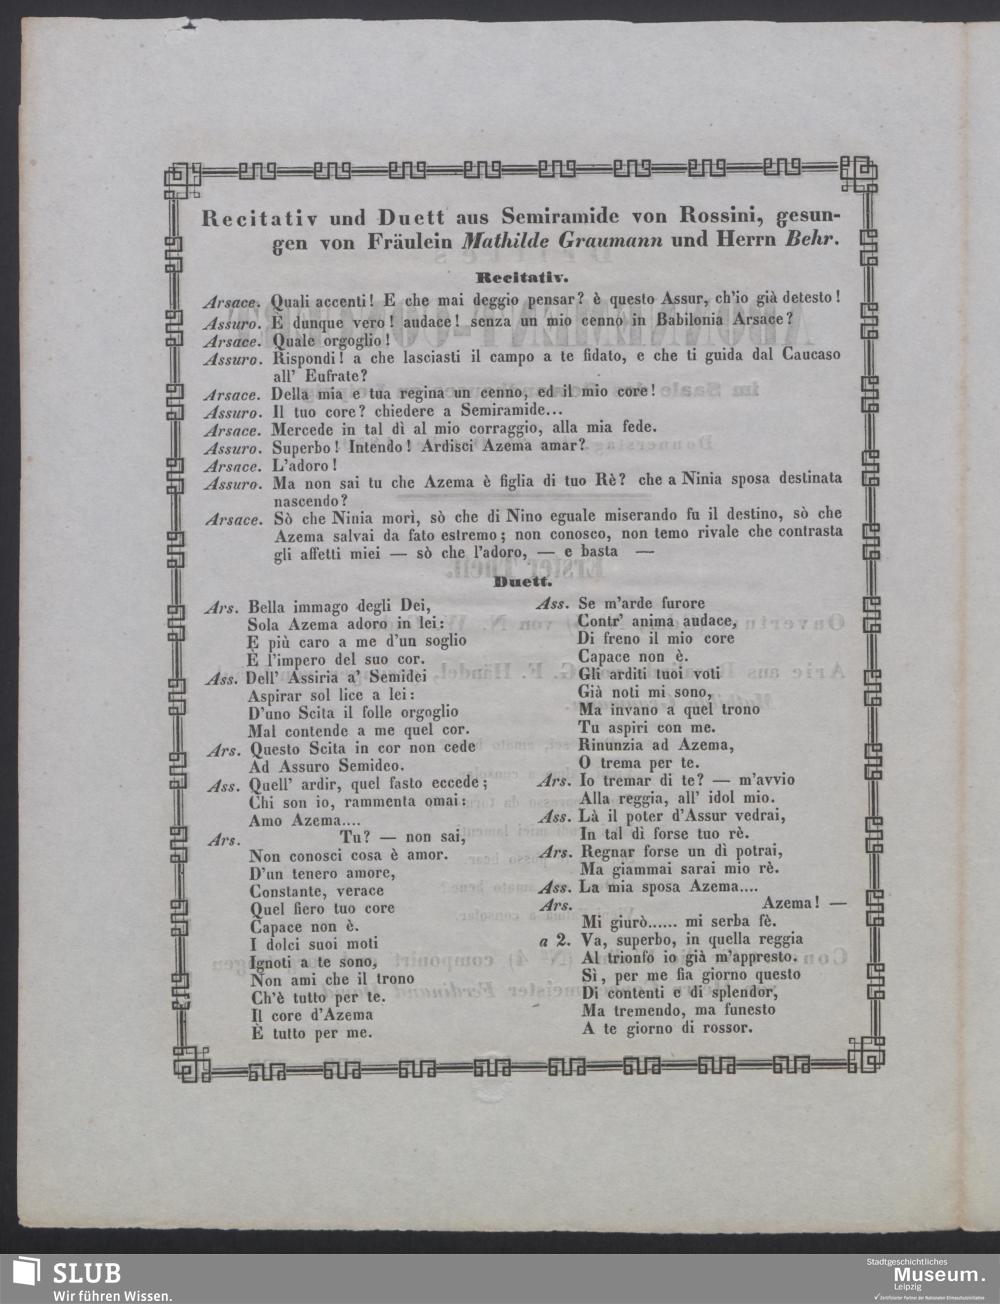 Recitativ und Duett aus Semiramide von Rossini, gesun-
gen von Fräulein Mathilde Graumann und Herrn Behr.
Recitativ.
Arsace. Quali accenti! E che mai deggio pensar? è questo Assur, ch'io già detesto!
Assuro. È dunque vero! audace! senza un mio cenno in Babilonia Arsace?
Arsace. Quale orgoglio!
Assuro. Rispondi! a che lasciasti il campo a te fidato, e che ti guida dal Caucaso
all' Eufrate?
Arsace. Della mia e tua regina un cenno, ed il mio core!
Assuro. Il tuo core? chiedere a Semiramide...
Arsace. Mercede in tal dì al mio corraggio, alla mia fede.
Assuro. Superbo! Intendo! Ardisci Azema amar?
Arsace. L'adoro!
Assuro. Ma non sai tu che Azema è figlia di tuo Rè? che a Ninia sposa destinata
nascendo?
Arsace. Sò che Ninia morì, sò che di Nino eguale miserando fu il destino, sò che
Azema salvai da fato estremo; non conosco, non temo rivale che contrasta
gli affetti miei — sò che l'adoro, — e basta —
Duett.
Ars. Bella immago degli Dei,
Sola Azema adoro in lei:
E più caro a me d'un soglio
È l'impero del suo cor.
Ass. Dell' Assiria a' Semidei
Aspirar sol lice a lei:
D'uno Scita il folle orgoglio
Mal contende a me quel cor.
Ars. Questo Scita in cor non cede
Ad Assuro Semideo.
Ass. Quell' ardir, quel fasto eccede;
Chi son io, rammenta omai:
Amo Azema....
Ars. Tu? — non sai,
Non conosci cosa è amor.
D'un tenero amore,
Constante, verace
Quel fiero tuo core
Capace non è.
I dolci suoi moti
Ignoti a te sono,
Non ami che il trono
Ch'è tutto per te.
Il core d'Azema
È tutto per me.
Ass. Se m'arde furore
Contr' anima audace,
Di freno il mio core
Capace non è.
Gli arditi tuoi voti
Già noti mi sono,
Ma invano a quel trono
Tu aspiri con me.
Rinunzia ad Azema,
O trema per te.
Ars. Io tremar di te? — m'avvio
Alla reggia, all' idol mio.
Ass. Là il poter d'Assur vedrai,
In tal dì forse tuo rè.
Ars. Regnar forse un dì potrai,
Ma giammai sarai mio rè.
Ass. La mia sposa Azema....
Ars. Azema! —
Mi giurò...... mi serba fè.
a 2. Va, superbo, in quella reggia
Al trionfo io già m'appresto.
Sì, per me fia giorno questo
Di contenti e di splendor,
Ma tremendo, ma funesto
A te giorno di rossor.
SLUB
Wir führen Wissen.
Stadtgeschichtliches
Museum.
Leipzig
Zertifizierter Partner der Nationalen Klimaschutzinitiative